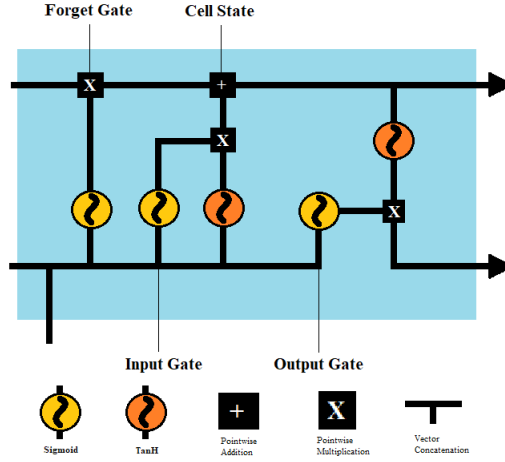 Forget Gate
Cell State
X
+
X
X
Input Gate
Output Gate
+
X
Sigmoid
TanH
Pointwise
Addition
Pointwise
Multiplication
Vector
Concatenation